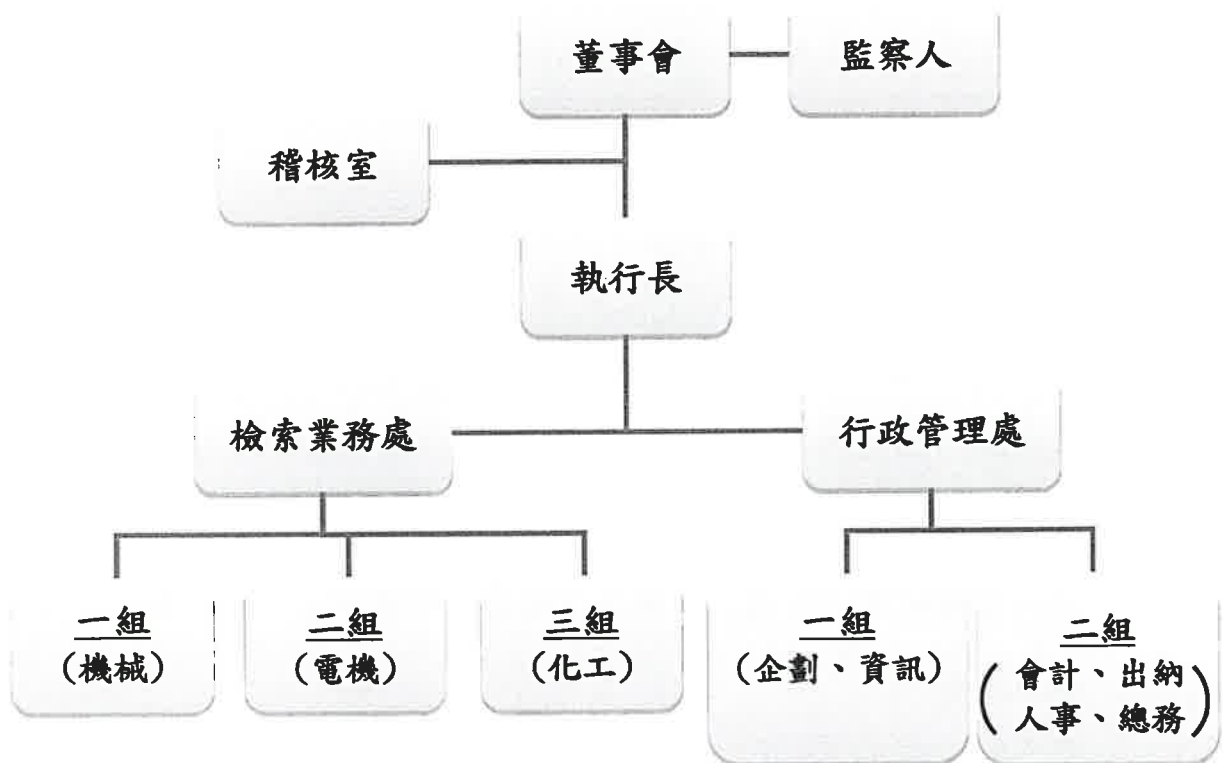 董事會
監察人
稽核室
執行長
檢索業務處
行政管理處
一組
(機械)
二組
(電機)
三組
(化工)
一組
(企劃、資訊)
二組
(會計、出納
人事、總務)